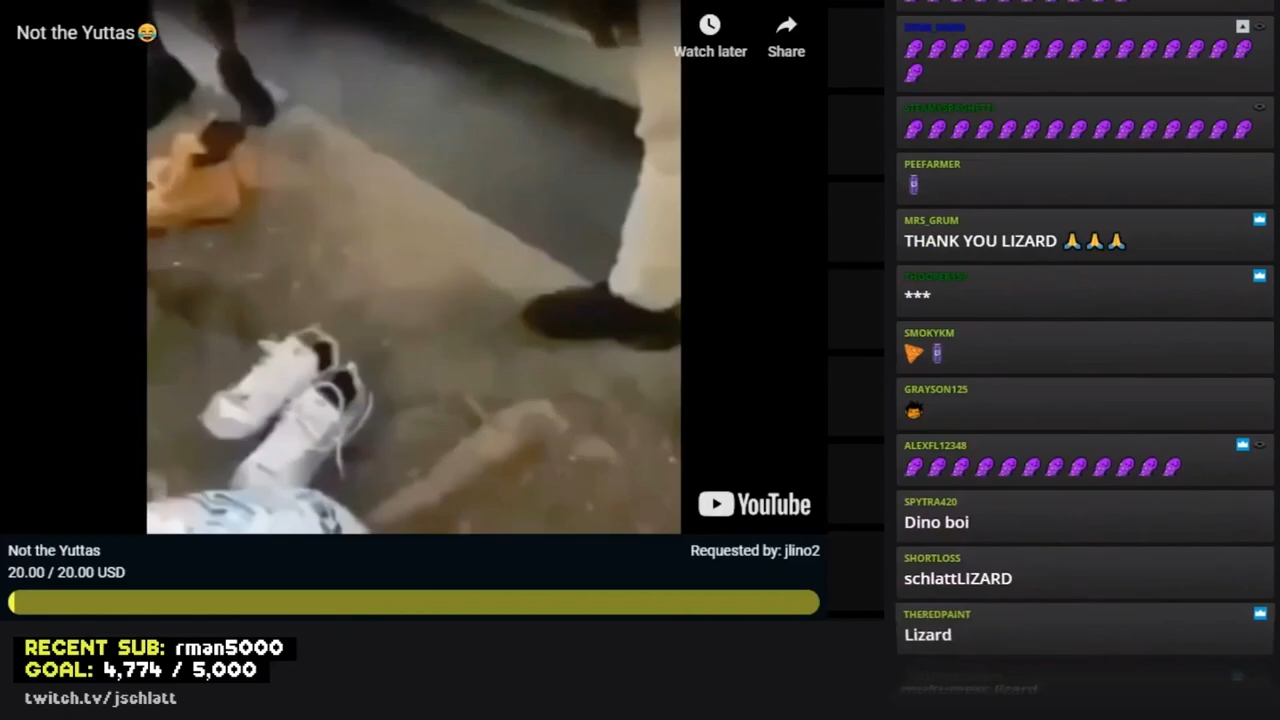 Not the Yuttas😂
Watch later
Share
YouTube
Not the Yuttas
Requested by: jlino2
20.00 / 20.00 USD
RECENT SUB: rman5000
GOAL: 4,774 / 5,000
twitch.tv/jschlatt
PEEFARMER
MRS_GRUM
THANK YOU LIZARD 🙏🙏🙏
***
SMOKYKM
GRAYSON125
ALEXFL12348
SPYTRA420
Dino boi
SHORTLOSS
schlattLIZARD
THEREDPAINT
Lizard